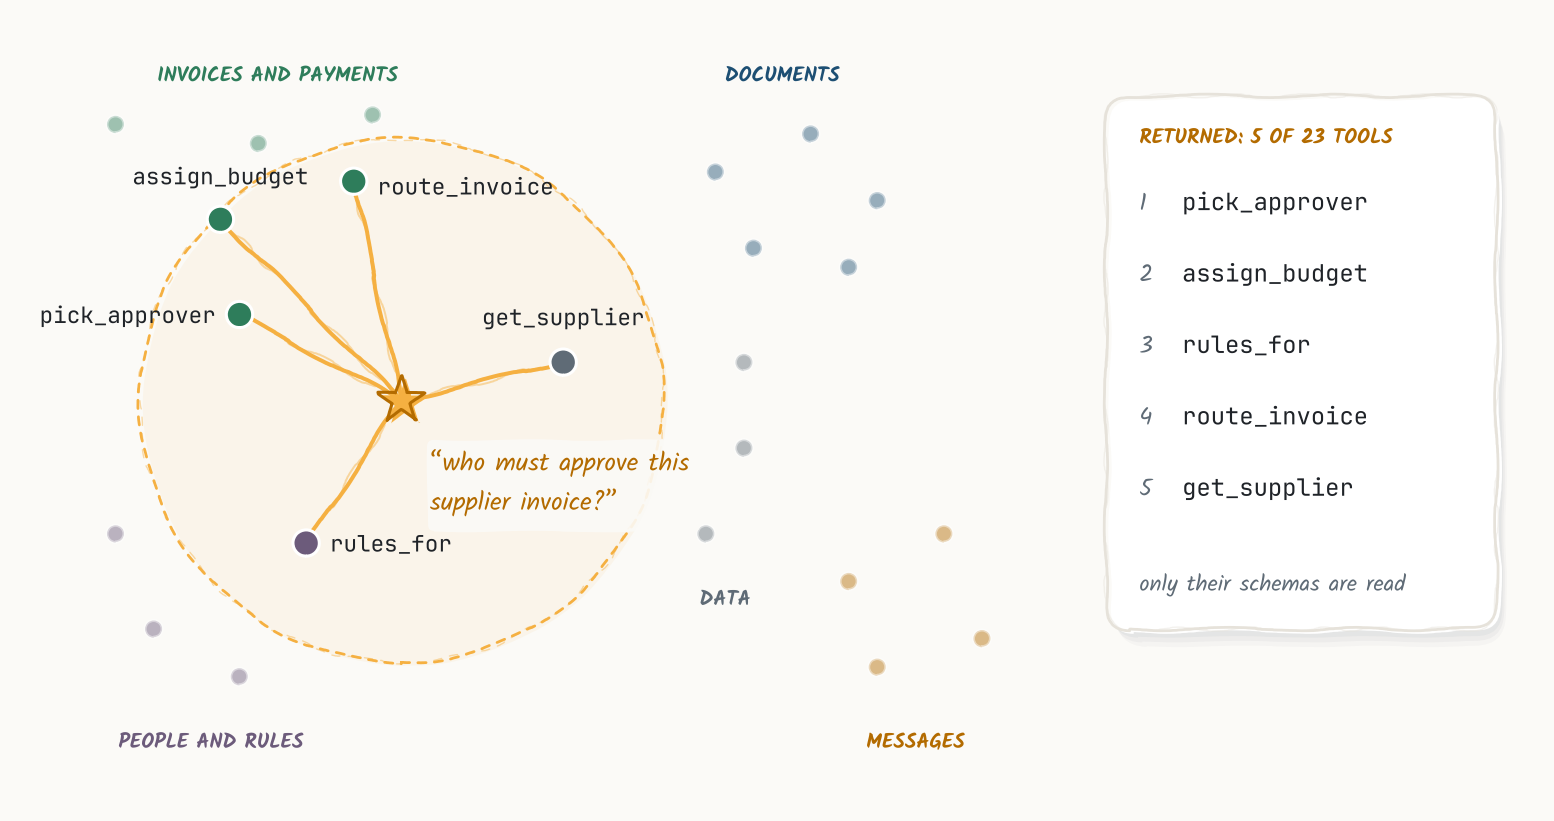 INVOICES AND PAYMENTS
DOCUMENTS
assign_budget
route_invoice
pick_approver
get_supplier
“who must approve this
supplier invoice?”
rules_for
DATA
PEOPLE AND RULES
MESSAGES
RETURNED: 5 OF 23 TOOLS
1 pick_approver
2 assign_budget
3 rules_for
4 route_invoice
5 get_supplier
only their schemas are read